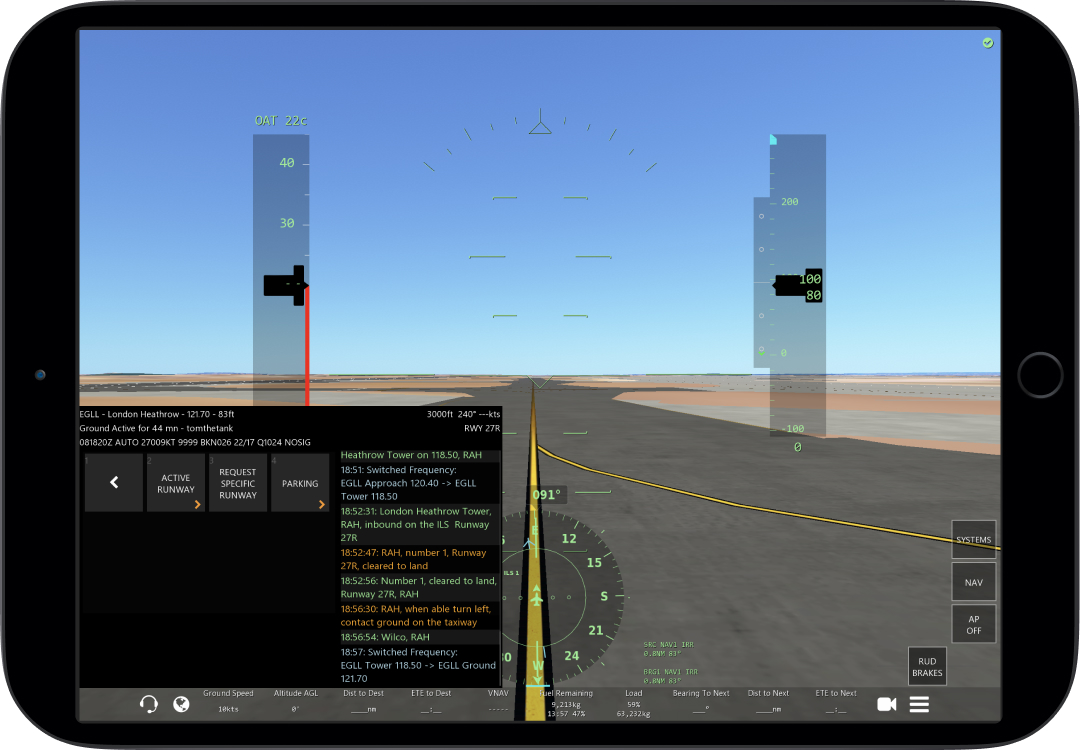 OAT 22c
40
30
200
100
80
0
-100
0
EGLL - London Heathrow - 121.70 - 83ft
3000ft 240° ---kts
Ground Active for 44 mn - tomthetank
RWY 27R
081820Z AUTO 27009KT 9999 BKN026 22/17 Q1024 NOSIG
1
2
ACTIVE
RUNWAY
3
REQUEST
SPECIFIC
RUNWAY
4
PARKING
Heathrow Tower on 118.50, RAH
18:51: Switched Frequency:
EGLL Approach 120.40 -> EGLL
Tower 118.50
18:52:31: London Heathrow Tower,
RAH, inbound on the ILS Runway
27R
18:52:47: RAH, number 1, Runway
27R, cleared to land
18:52:56: Number 1, cleared to land,
Runway 27R, RAH
18:56:30: RAH, when able turn left,
contact ground on the taxiway
18:56:54: Wilco, RAH
18:57: Switched Frequency:
EGLL Tower 118.50 -> EGLL Ground
121.70
091°
E
12
15
S
21
24
W
30
6
ILS 1
SRC NAV1 IRR
0.8NM 83°
BRG1 NAV1 IRR
0.8NM 83°
SYSTEMS
NAV
AP
OFF
RUD
BRAKES
Ground Speed
10kts
Altitude AGL
0'
Dist to Dest
___nm
ETE to Dest
__:__
VNAV
-----
Fuel Remaining
9,213kg
13:57 47%
Load
59%
63,232kg
Bearing To Next
___°
Dist to Next
___nm
ETE to Next
__:__